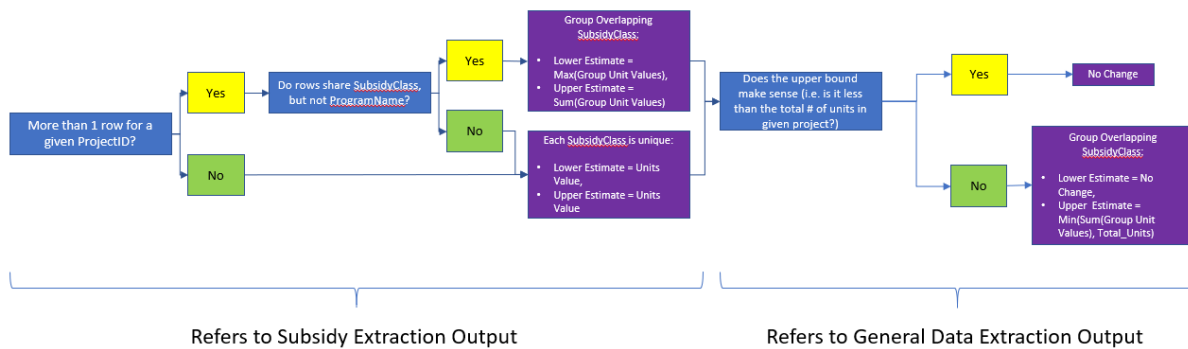 More than 1 row for a
given ProjectID?
Yes
No
Do rows share SubsidyClass,
but not ProgramName?
Yes
No
Group Overlapping
SubsidyClass:
• Lower Estimate =
Max(Group Unit Values),
• Upper Estimate =
Sum(Group Unit Values)
Each SubsidyClass is unique:
• Lower Estimate = Units
Value,
• Upper Estimate = Units
Value
Does the upper bound
make sense (i.e. is it less
than the total # of units in
given project?)
Yes
No
No Change
Group Overlapping
SubsidyClass:
• Lower Estimate = No
Change,
• Upper Estimate =
Min(Sum(Group Unit
Values), Total_Units)
Refers to Subsidy Extraction Output
Refers to General Data Extraction Output